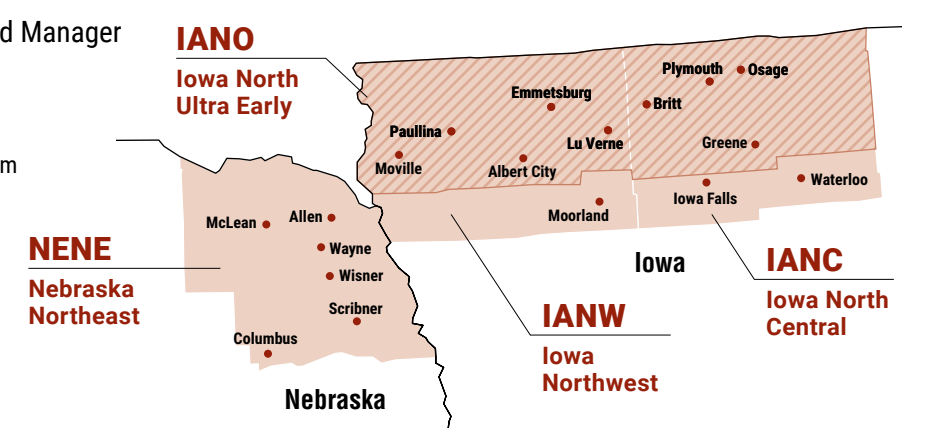 d Manager
m
IANO
Iowa North
Ultra Early
Plymouth
Osage
Emmetsburg
Britt
Paullina
Lu Verne
Greene
Moville
Albert City
Waterloo
Iowa Falls
Moorland
McLean
Allen
Wayne
Wisner
Scribner
Columbus
NENE
Nebraska
Northeast
Iowa
IANC
Iowa North
Central
IANW
Iowa
Northwest
Nebraska